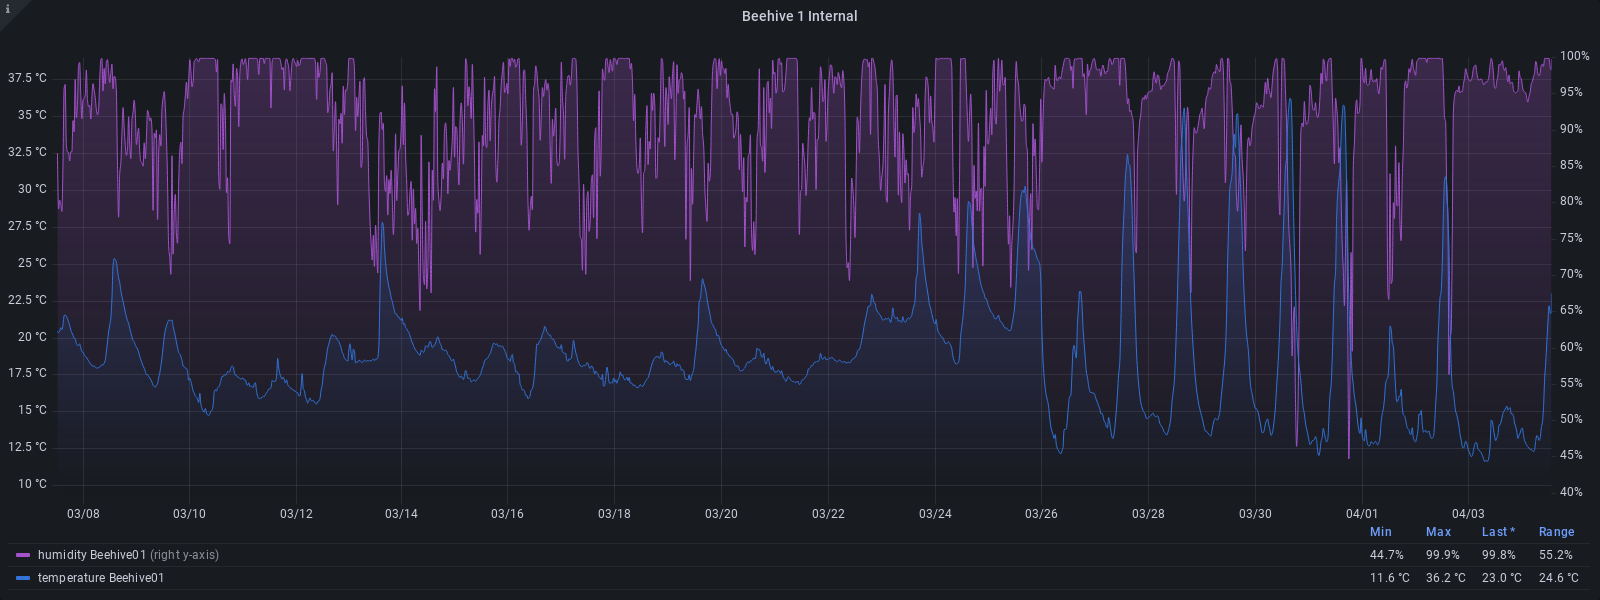 i
Beehive 1 Internal
37.5 °C
35 °C
32.5 °C
30 °C
27.5 °C
25 °C
22.5 °C
20 °C
17.5 °C
15 °C
12.5 °C
10 °C
100%
95%
90%
85%
80%
75%
70%
65%
60%
55%
50%
45%
40%
03/08 03/10 03/12 03/14 03/16 03/18 03/20 03/22 03/24 03/26 03/28 03/30 04/01 04/03
Min Max Last * Range
humidity Beehive01 (right y-axis) 44.7% 99.9% 99.8% 55.2%
temperature Beehive01 11.6 °C 36.2 °C 23.0 °C 24.6 °C